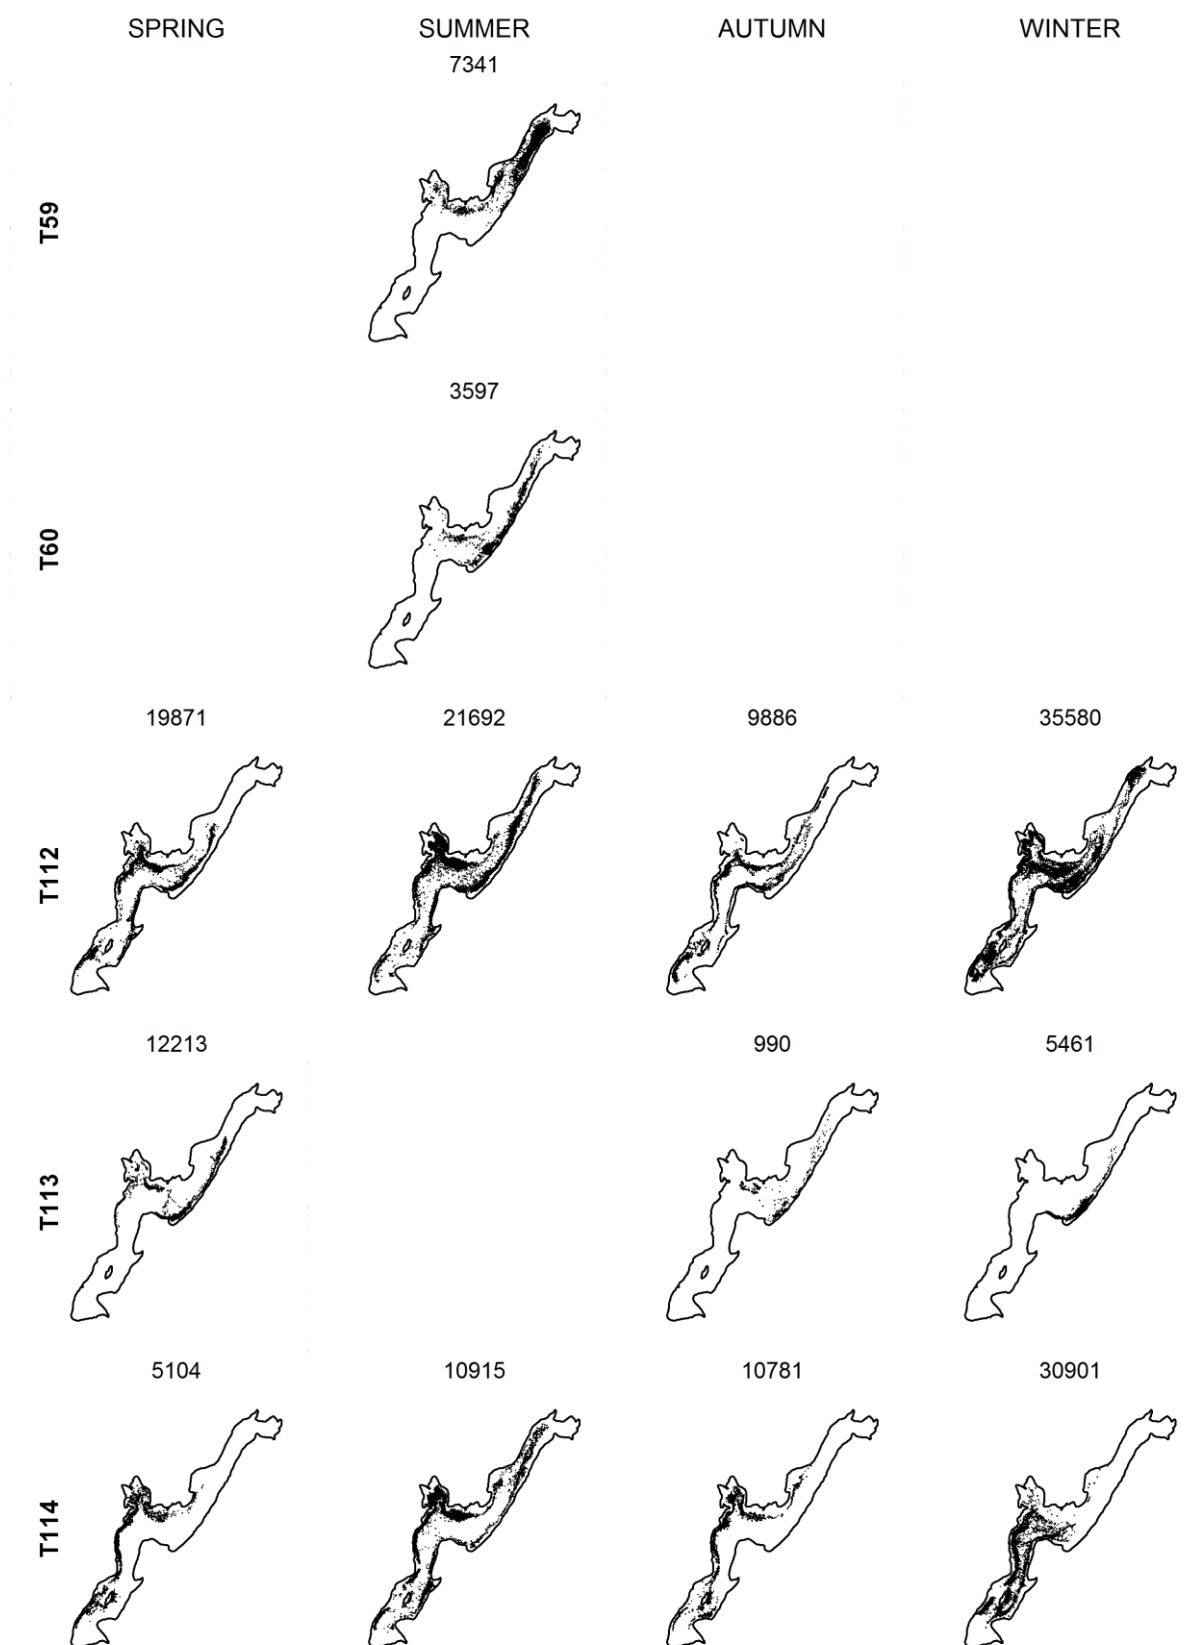 SPRING SUMMER AUTUMN WINTER
7341
T59
3597
T60
19871 21692 9886 35580
T112
12213 990 5461
T113
5104 10915 10781 30901
T114